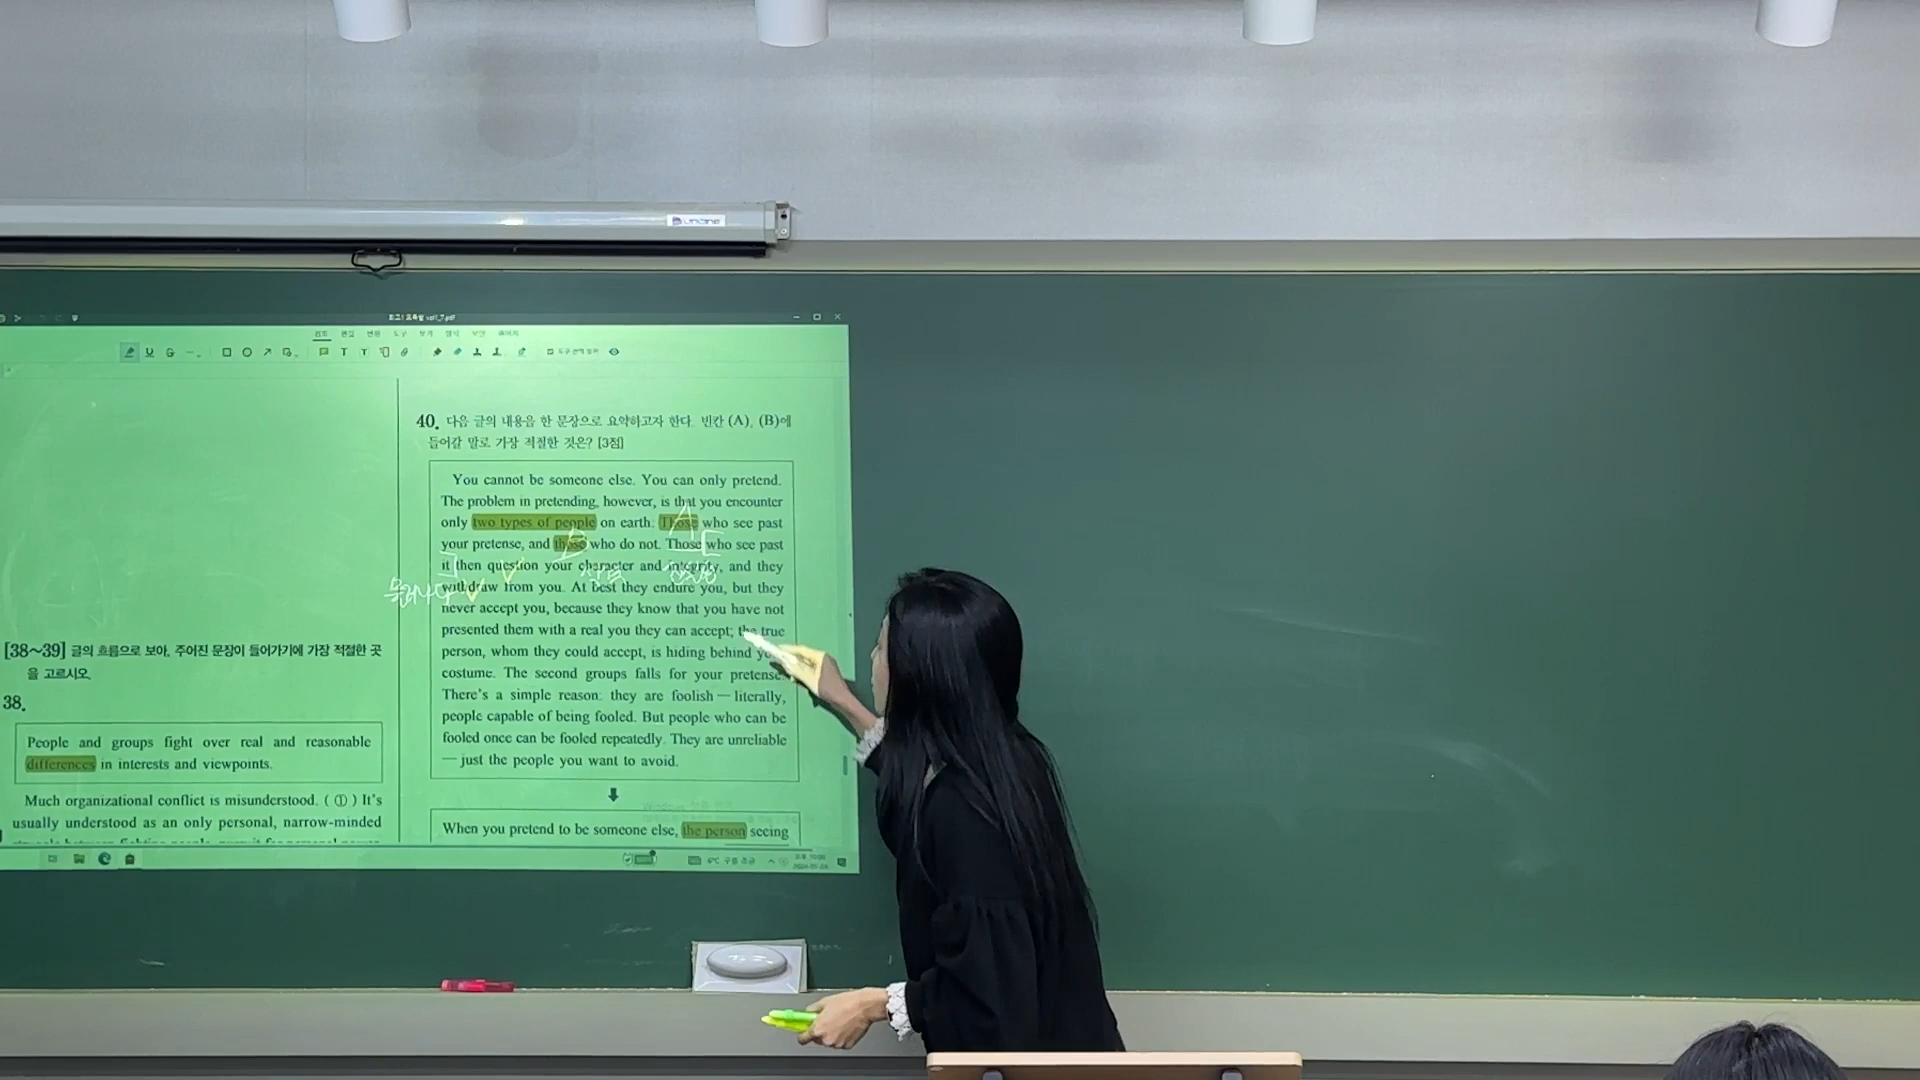 최고! 고육발 vol1_7.pdf
[38～39] 글의 흐름으로 보아, 주어진 문장이 들어가기에 가장 적절한 곳
을 고르시오.
38.
People and groups fight over real and reasonable
differences in interests and viewpoints.
Much organizational conflict is misunderstood. ( ① ) It's
usually understood as an only personal, narrow-minded
40. 다음 글의 내용을 한 문장으로 요약하고자 한다. 빈칸 (A), (B)에
들어갈 말로 가장 적절한 것은? [3점]
You cannot be someone else. You can only pretend.
The problem in pretending, however, is that you encounter
only two types of people on earth: Those who see past
your pretense, and those who do not. Those who see past
it then question your character and integrity, and they
withdraw from you. At best they endure you, but they
never accept you, because they know that you have not
presented them with a real you they can accept; the true
person, whom they could accept, is hiding behind
costume. The second groups falls for your pretense.
There's a simple reason: they are foolish — literally,
people capable of being fooled. But people who can be
fooled once can be fooled repeatedly. They are unreliable
— just the people you want to avoid.
When you pretend to be someone else, the person seeing
A
B
물러나다